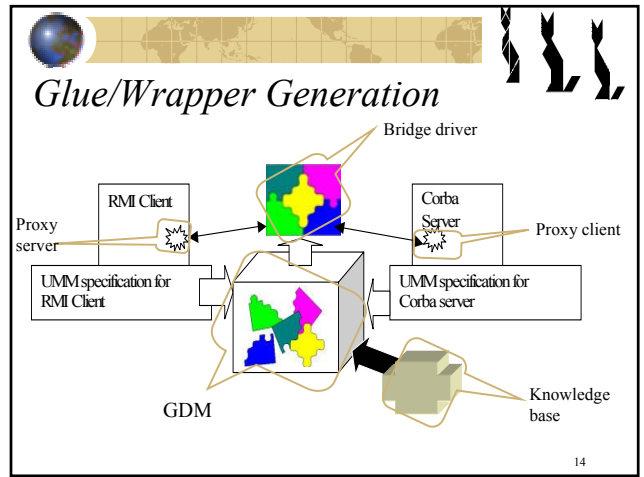 Glue/Wrapper Generation
Bridge driver
RMI Client
Corba
Server
Proxy
server
Proxy client
UMM specification for
RMI Client
UMM specification for
Corba server
GDM
Knowledge
base
14